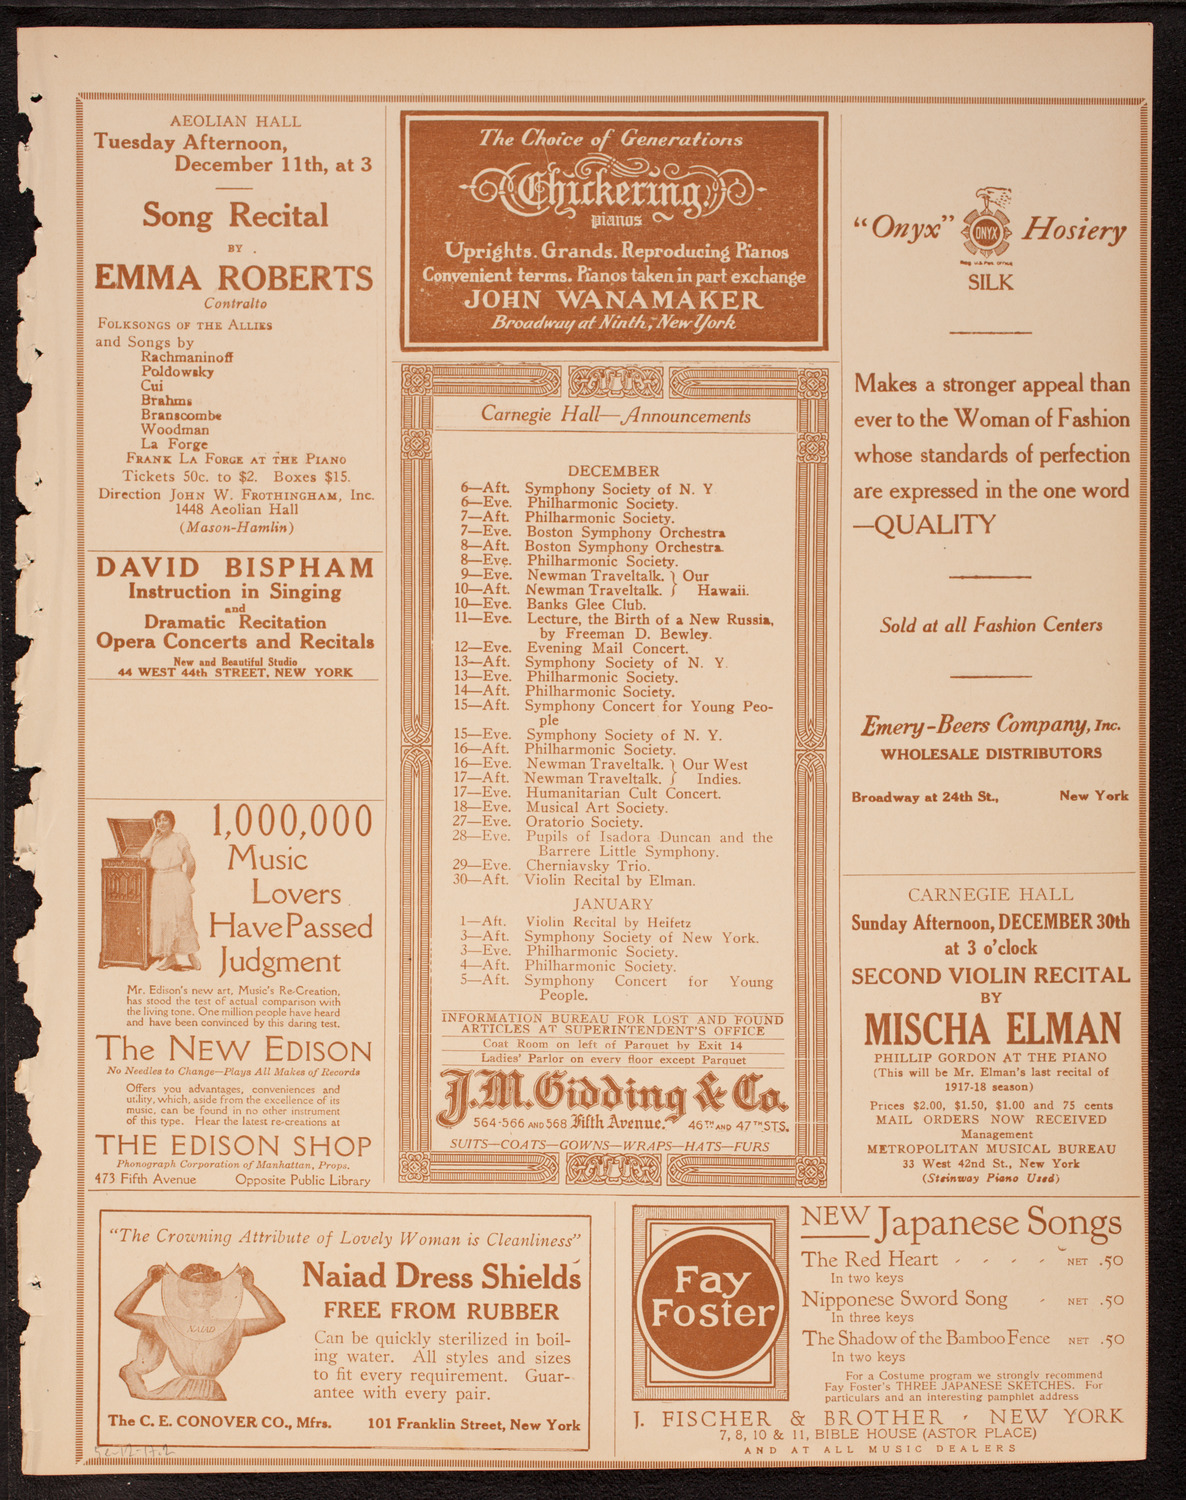 AEOLIAN HALL
Tuesday Afternoon,
December 11th, at 3
Song Recital
BY
EMMA ROBERTS
Contralto
FOLKSONGS OF THE ALLIES
and Songs by
Rachmaninoff
Poldowsky
Cui
Brahms
Branscombe
Woodman
La Forge
FRANK LA FORGE AT THE PIANO
Tickets 50c. to $2. Boxes $15.
Direction JOHN W. FROTHINGHAM, Inc.
1448 Aeolian Hall
(Mason-Hamlin)
DAVID BISPHAM
Instruction in Singing
and
Dramatic Recitation
Opera Concerts and Recitals
New and Beautiful Studio
44 WEST 44th STREET, NEW YORK
1,000,000
Music
Lovers
Have Passed
Judgment
Mr. Edison's new art, Music's Re-Creation,
has stood the test of actual comparison with
the living tone. One million people have heard
and have been convinced by this daring test.
The NEW EDISON
No Needles to Change—Plays All Makes of Records
Offers you advantages, conveniences and
utility, which, aside from the excellence of its
music, can be found in no other instrument
of this type. Hear the latest re-creations at
THE EDISON SHOP
Phonograph Corporation of Manhattan, Props.
473 Fifth Avenue Opposite Public Library
The Choice of Generations
Chickering
pianos
Uprights. Grands. Reproducing Pianos
Convenient terms. Pianos taken in part exchange
JOHN WANAMAKER
Broadway at Ninth, New York
Carnegie Hall—Announcements
DECEMBER
6—Aft. Symphony Society of N. Y.
6—Eve. Philharmonic Society.
7—Aft. Philharmonic Society.
7—Eve. Boston Symphony Orchestra
8—Aft. Boston Symphony Orchestra.
8—Eve. Philharmonic Society.
9—Eve. Newman Traveltalk. } Our
10—Aft. Newman Traveltalk. } Hawaii.
10—Eve. Banks Glee Club.
11—Eve. Lecture, the Birth of a New Russia,
by Freeman D. Bewley.
12—Eve. Evening Mail Concert.
13—Aft. Symphony Society of N. Y.
13—Eve. Philharmonic Society.
14—Aft. Philharmonic Society.
15—Aft. Symphony Concert for Young Peo-
ple
15—Eve. Symphony Society of N. Y.
16—Aft. Philharmonic Society.
16—Eve. Newman Traveltalk. } Our West
17—Aft. Newman Traveltalk. } Indies.
17—Eve. Humanitarian Cult Concert.
18—Eve. Musical Art Society.
27—Eve. Oratorio Society.
28—Eve. Pupils of Isadora Duncan and the
Barrere Little Symphony.
29—Eve. Cherniavsky Trio.
30—Aft. Violin Recital by Elman.
JANUARY
1—Aft. Violin Recital by Heifetz
3—Aft. Symphony Society of New York.
3—Eve. Philharmonic Society.
4—Aft. Philharmonic Society.
5—Aft. Symphony Concert for Young
People.
INFORMATION BUREAU FOR LOST AND FOUND
ARTICLES AT SUPERINTENDENT'S OFFICE
Coat Room on left of Parquet by Exit 14
Ladies' Parlor on every floor except Parquet
J.M. Gidding & Co.
564-566 AND 568 Fifth Avenue. 46TH AND 47TH STS.
SUITS—COATS—GOWNS—WRAPS—HATS—FURS
"Onyx" ONYX Hosiery
SILK
Makes a stronger appeal than
ever to the Woman of Fashion
whose standards of perfection
are expressed in the one word
—QUALITY
Sold at all Fashion Centers
Emery-Beers Company, Inc.
WHOLESALE DISTRIBUTORS
Broadway at 24th St., New York
CARNEGIE HALL
Sunday Afternoon, DECEMBER 30th
at 3 o'clock
SECOND VIOLIN RECITAL
BY
MISCHA ELMAN
PHILLIP GORDON AT THE PIANO
(This will be Mr. Elman's last recital of
1917-18 season)
Prices $2.00, $1.50, $1.00 and 75 cents
MAIL ORDERS NOW RECEIVED
Management
METROPOLITAN MUSICAL BUREAU
33 West 42nd St., New York
(Steinway Piano Used)
"The Crowning Attribute of Lovely Woman is Cleanliness"
NAIAD
Naiad Dress Shields
FREE FROM RUBBER
Can be quickly sterilized in boil-
ing water. All styles and sizes
to fit every requirement. Guar-
antee with every pair.
The C. E. CONOVER CO., Mfrs. 101 Franklin Street, New York
Fay
Foster
NEW Japanese Songs
The Red Heart - - - - NET .50
In two keys
Nipponese Sword Song - NET .50
In three keys
The Shadow of the Bamboo Fence NET .50
In two keys
For a Costume program we strongly recommend
Fay Foster's THREE JAPANESE SKETCHES. For
particulars and an interesting pamphlet address
J. FISCHER & BROTHER - NEW YORK
7, 8, 10 & 11, BIBLE HOUSE (ASTOR PLACE)
AND AT ALL MUSIC DEALERS